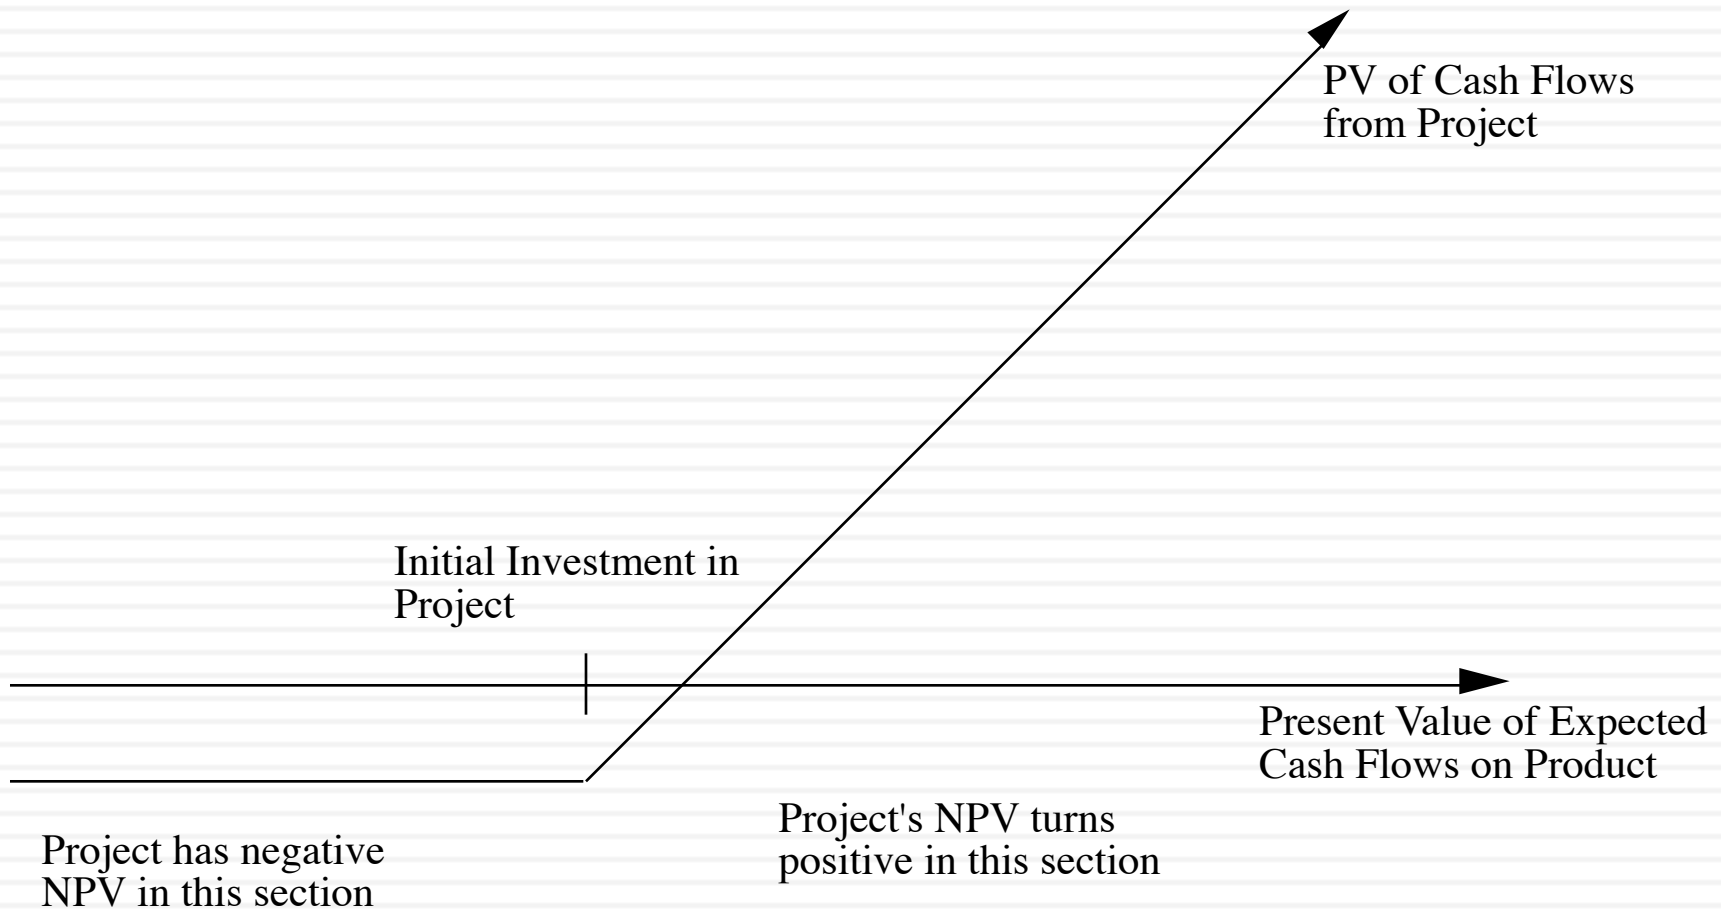 PV of Cash Flows
from Project
Initial Investment in
Project
Present Value of Expected
Cash Flows on Product
Project's NPV turns
positive in this section
Project has negative
NPV in this section